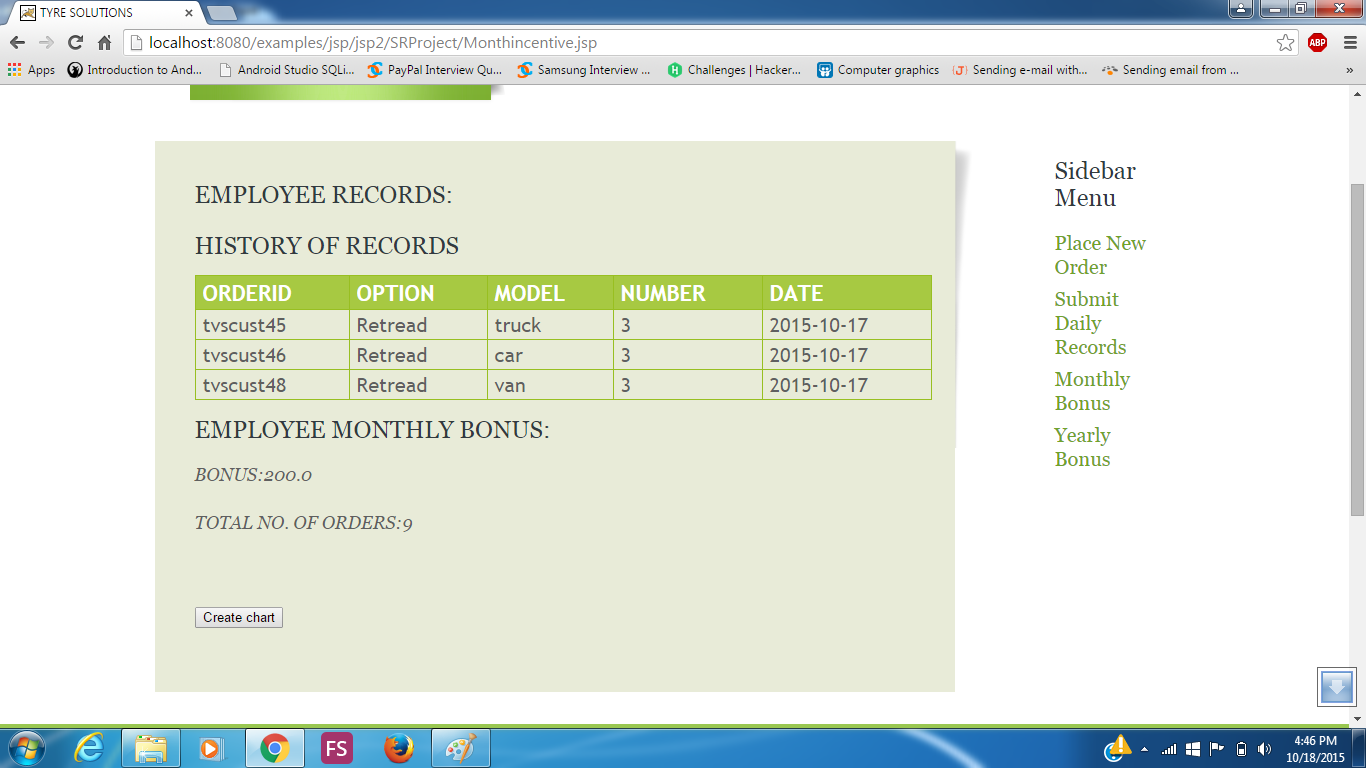 TYRE SOLUTIONS
localhost:8080/examples/jsp/jsp2/SRProject/Monthincentive.jsp
ABP
Apps
Introduction to And...
Android Studio SQLi...
PayPal Interview Qu...
Samsung Interview ...
Challenges | Hacker...
Computer graphics
Sending e-mail with...
Sending email from ...
»
EMPLOYEE RECORDS:
HISTORY OF RECORDS
ORDERID OPTION MODEL NUMBER DATE
tvscust45 Retread truck 3 2015-10-17
tvscust46 Retread car 3 2015-10-17
tvscust48 Retread van 3 2015-10-17
EMPLOYEE MONTHLY BONUS:
BONUS:200.0
TOTAL NO. OF ORDERS:9
Create chart
Sidebar
Menu
Place New
Order
Submit
Daily
Records
Monthly
Bonus
Yearly
Bonus
FS
4:46 PM
10/18/2015